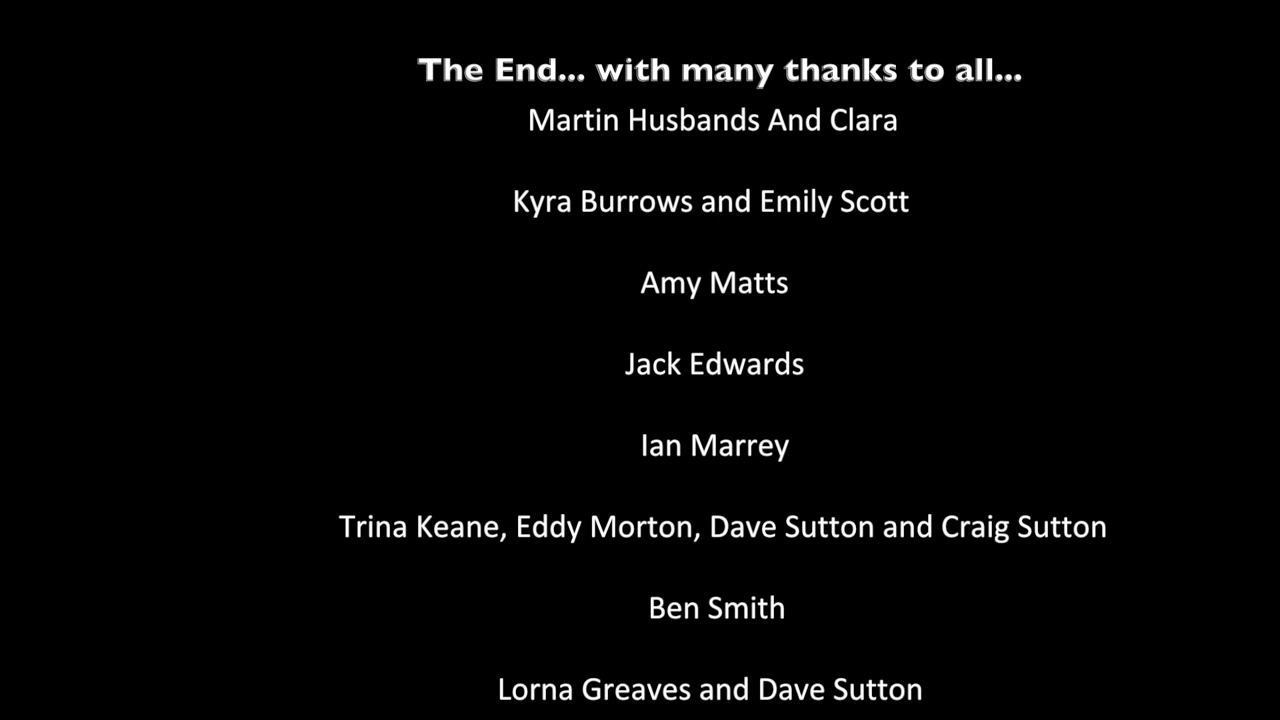 The End... with many thanks to all...
Martin Husbands And Clara
Kyra Burrows and Emily Scott
Amy Matts
Jack Edwards
Ian Marrey
Trina Keane, Eddy Morton, Dave Sutton and Craig Sutton
Ben Smith
Lorna Greaves and Dave Sutton